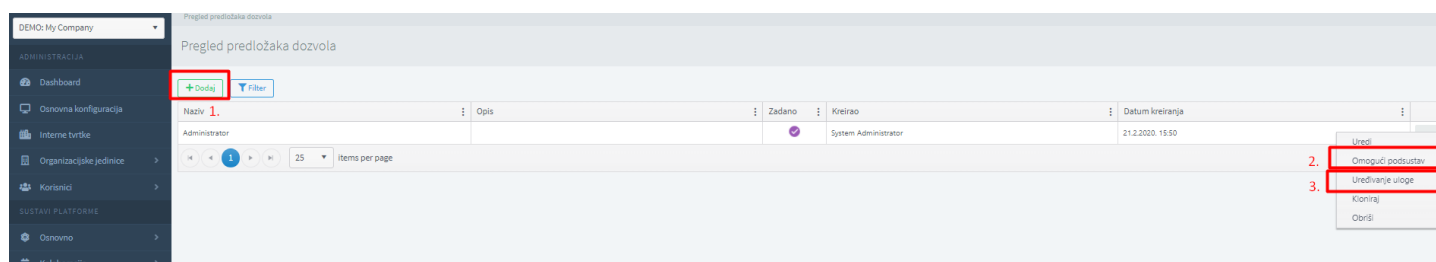 Pregled predložaka dozvola
DEMO: My Company
Pregled predložaka dozvola
ADMINISTRACIJA
Dashboard
Osnovna konfiguracija
Interne tvrtke
Organizacijske jedinice
Korisnici
SUSTAVI PLATFORME
Osnovno
+ Dodaj Filter
Naziv 1. Opis Zadano Kreirao Datum kreiranja
Administrator System Administrator 21.2.2020. 15:50
1 25 items per page
Uredi
2. Omogući podsustav
3. Uređivanje uloge
Kloniraj
Obriši